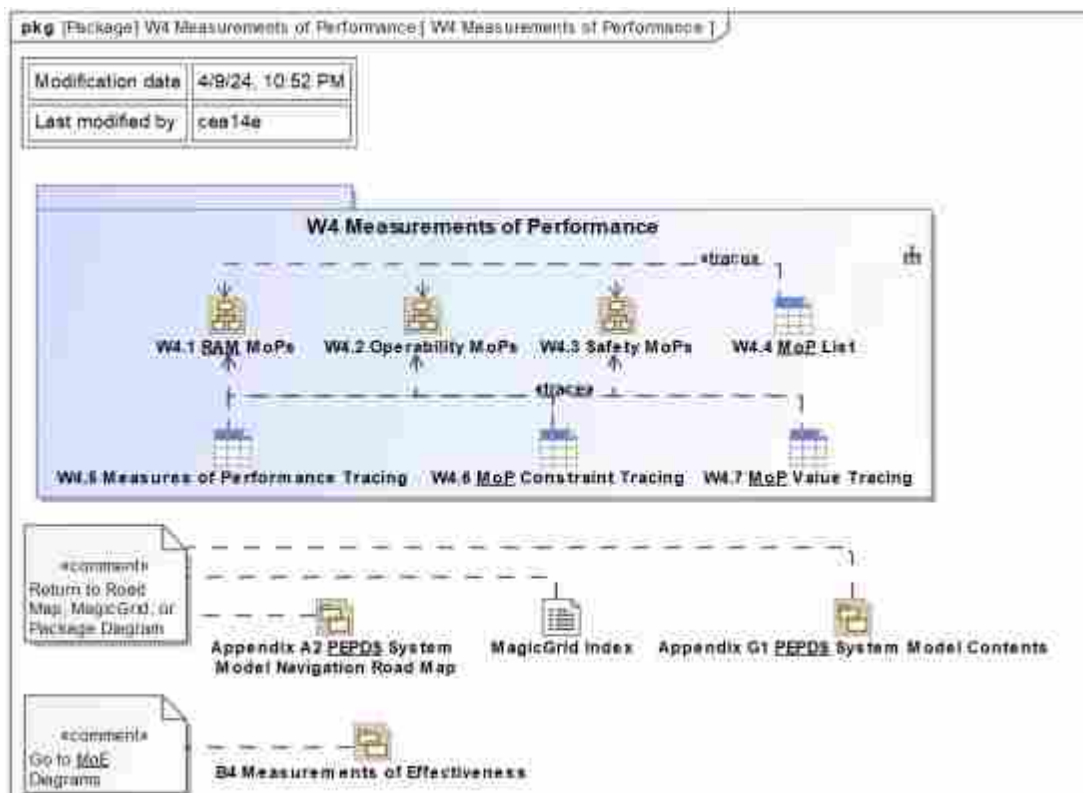 pkg [Package] W4 Measurements of Performance [ W4 Measurements of Performance ]
Modification date 4/9/24, 10:52 PM
Last modified by cea14e
W4 Measurements of Performance
«trace»
W4.1 RAM MoPs W4.2 Operability MoPs W4.3 Safety MoPs W4.4 MoP List
«trace»
W4.5 Measures of Performance Tracing W4.6 MoP Constraint Tracing W4.7 MoP Value Tracing
«comment»
Return to Road
Map, MagicGrid, or
Package Diagram
Appendix A2 PEPDS System
Model Navigation Road Map
MagicGrid Index
Appendix G1 PEPDS System Model Contents
«comment»
Go to MoE
Diagrams
B4 Measurements of Effectiveness